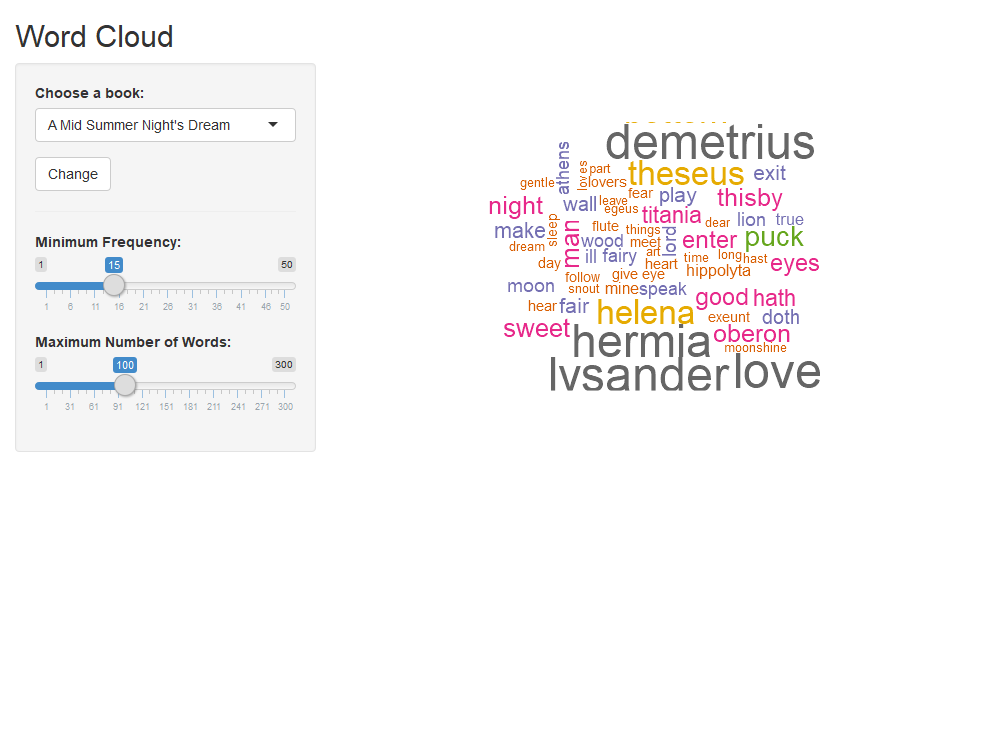 Word Cloud
Choose a book:
A Mid Summer Night's Dream
Change
Minimum Frequency:
1 15 50
1 6 11 16 21 26 31 36 41 46 50
Maximum Number of Words:
1 100 300
1 31 61 91 121 151 181 211 241 271 300
demetrius
athens
loves
part
theseus
exit
gentle
lovers
fear
play
thisby
night
wall
leave
egeus
titania
dear
lion
true
make
sleep
man
flute
things
lord
enter
puck
dream
wood
meet
art
time
long
hast
day
ill
fairy
heart
hippolyta
eyes
moon
follow
give
eye
snout
mine
speak
good
hath
hear
fair
helena
exeunt
doth
sweet
hermia
oberon
moonshine
lysander
love